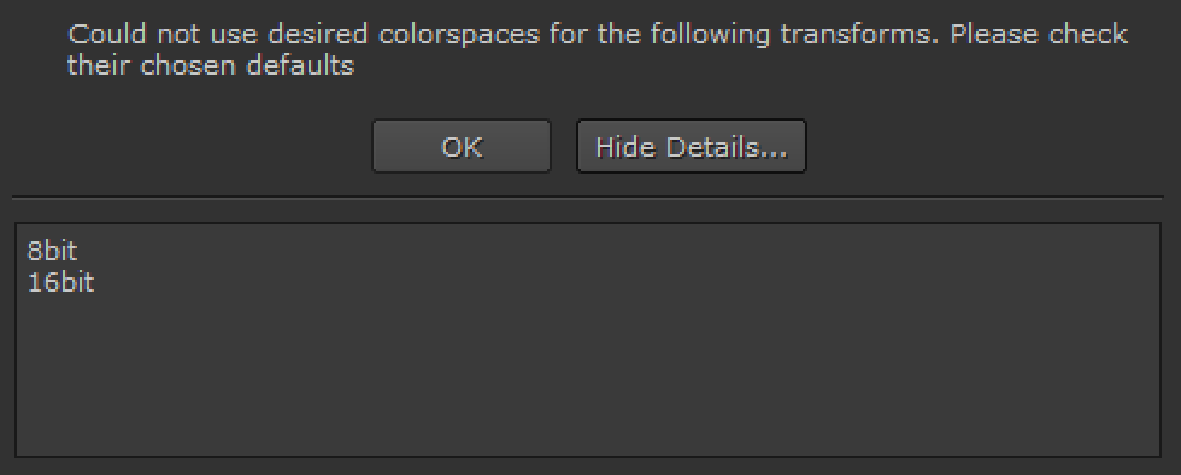 Could not use desired colorspaces for the following transforms. Please check
their chosen defaults
OK
Hide Details...
8bit
16bit